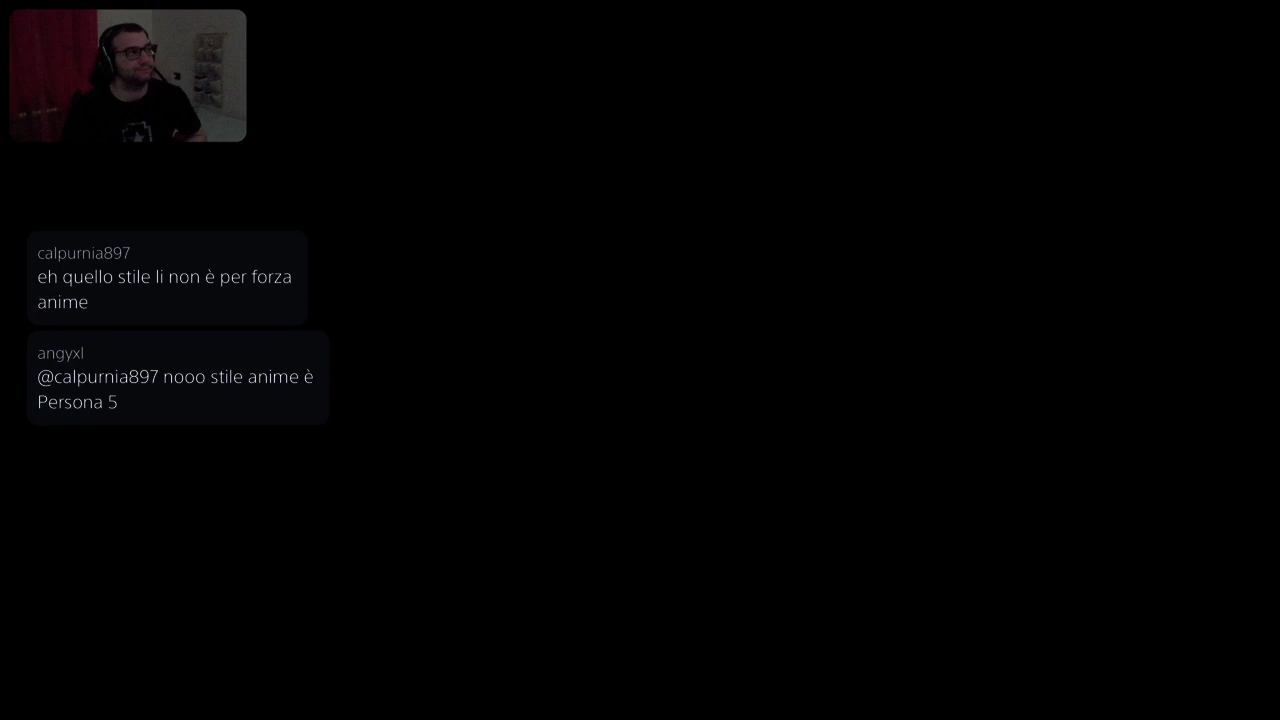 calpurnia897
eh quello stile li non è per forza
anime
angyxl
@calpurnia897 nooo stile anime è
Persona 5